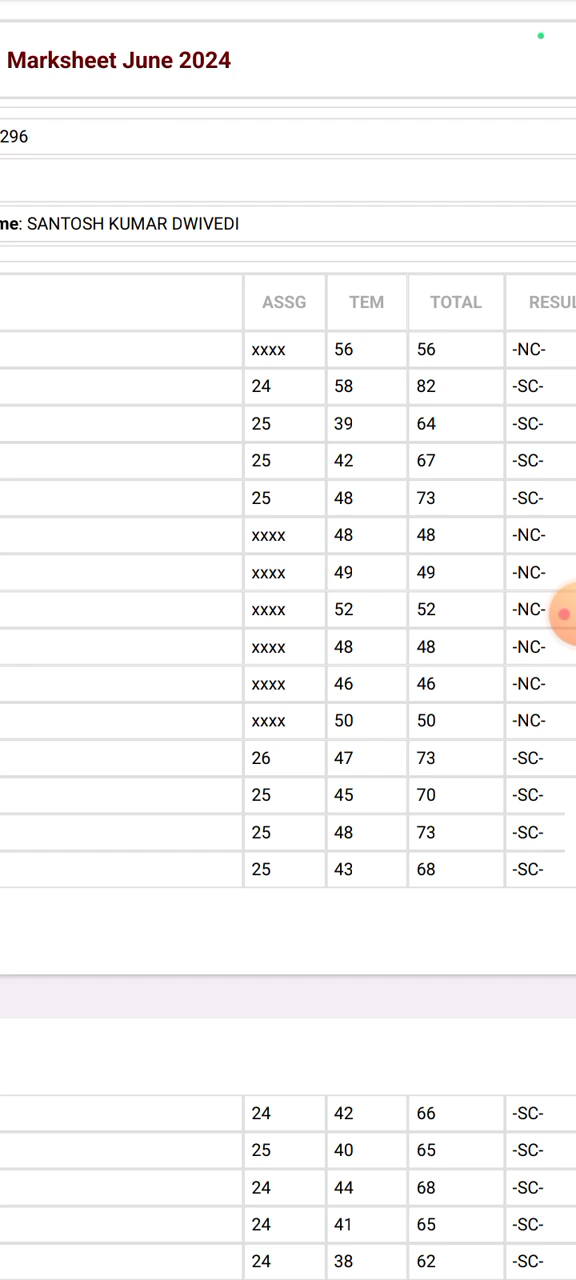 Marksheet June 2024
296
me: SANTOSH KUMAR DWIVEDI
ASSG TEM TOTAL RESUL
xxxx 56 56 -NC-
24 58 82 -SC-
25 39 64 -SC-
25 42 67 -SC-
25 48 73 -SC-
xxxx 48 48 -NC-
xxxx 49 49 -NC-
xxxx 52 52 -NC-
xxxx 48 48 -NC-
xxxx 46 46 -NC-
xxxx 50 50 -NC-
26 47 73 -SC-
25 45 70 -SC-
25 48 73 -SC-
25 43 68 -SC-
24 42 66 -SC-
25 40 65 -SC-
24 44 68 -SC-
24 41 65 -SC-
24 38 62 -SC-